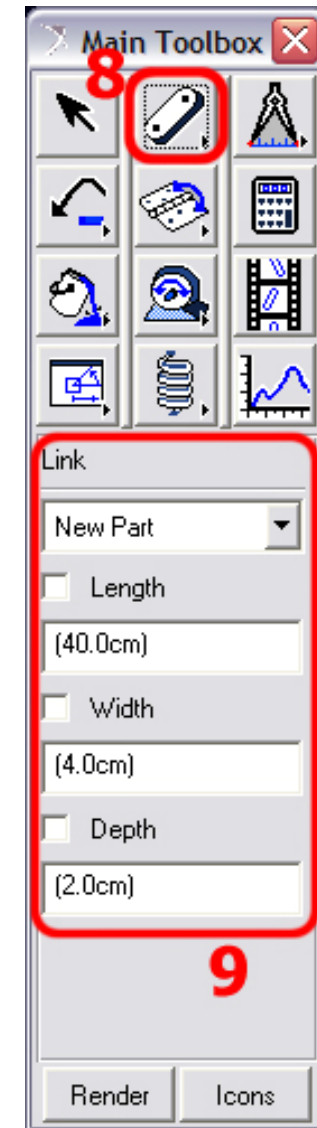 Main Toolbox
8
Link
New Part
Length
(40.0cm)
Width
(4.0cm)
Depth
(2.0cm)
9
Render Icons